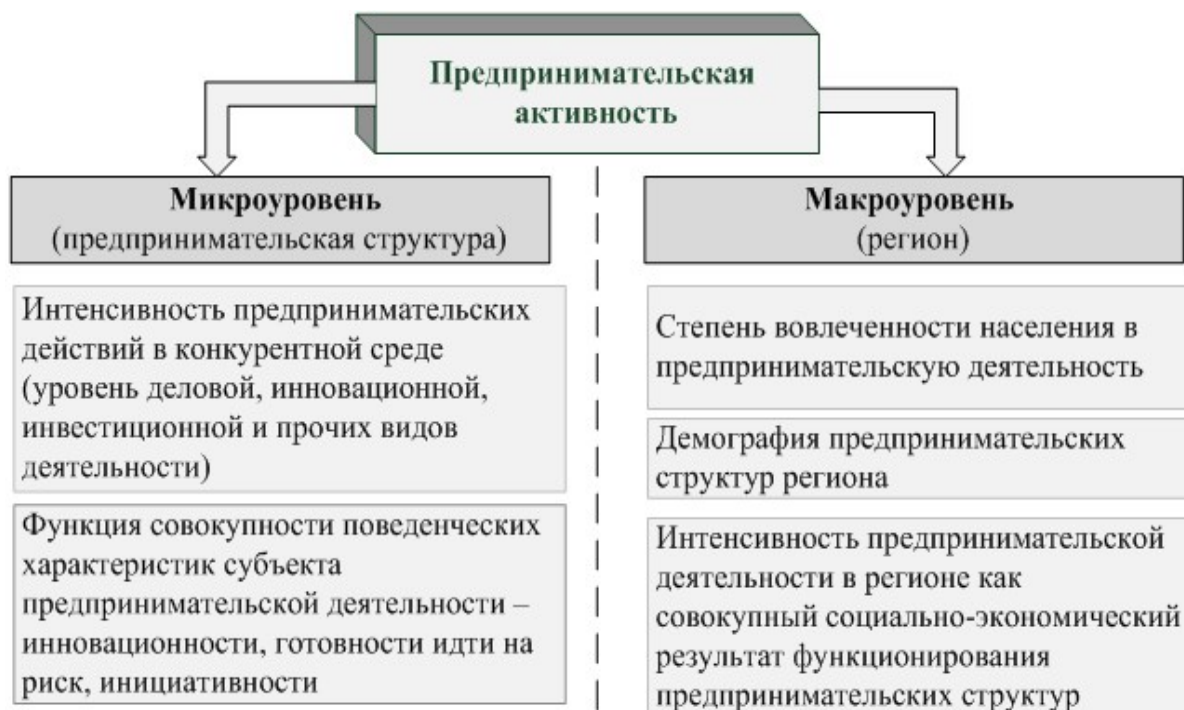 Предпринимательская
активность
Микроуровень
(предпринимательская структура)
Интенсивность предпринимательских
действий в конкурентной среде
(уровень деловой, инновационной,
инвестиционной и прочих видов
деятельности)
Функция совокупности поведенческих
характеристик субъекта
предпринимательской деятельности –
инновационности, готовности идти на
риск, инициативности
Макроуровень
(регион)
Степень вовлеченности населения в
предпринимательскую деятельность
Демография предпринимательских
структур региона
Интенсивность предпринимательской
деятельности в регионе как
совокупный социально-экономический
результат функционирования
предпринимательских структур